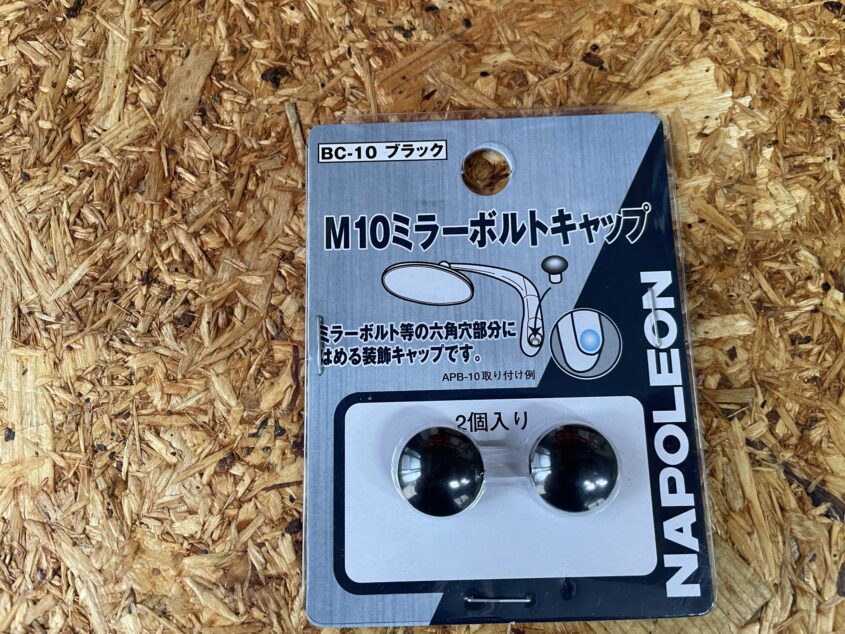 BC-10 ブラック
M10ミラーボルトキャップ
ミラーボルト等の六角穴部分に
はめる装飾キャップです。
APB-10取り付け例
2個入り
NAPOLEON